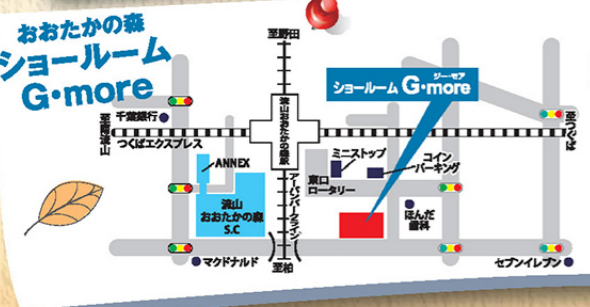 おおたかの森
ショールーム
G・more
至野田
ジー・モア
ショールーム G・more
千葉銀行
至南流山
つくばエクスプレス
流山おおたかの森駅
至つくば
ANNEX
ミニストップ
コイン
パーキング
東口
ロータリー
アーバンパークライン
流山
おおたかの森
S.C
ほんだ
歯科
マクドナルド
至柏
セブンイレブン